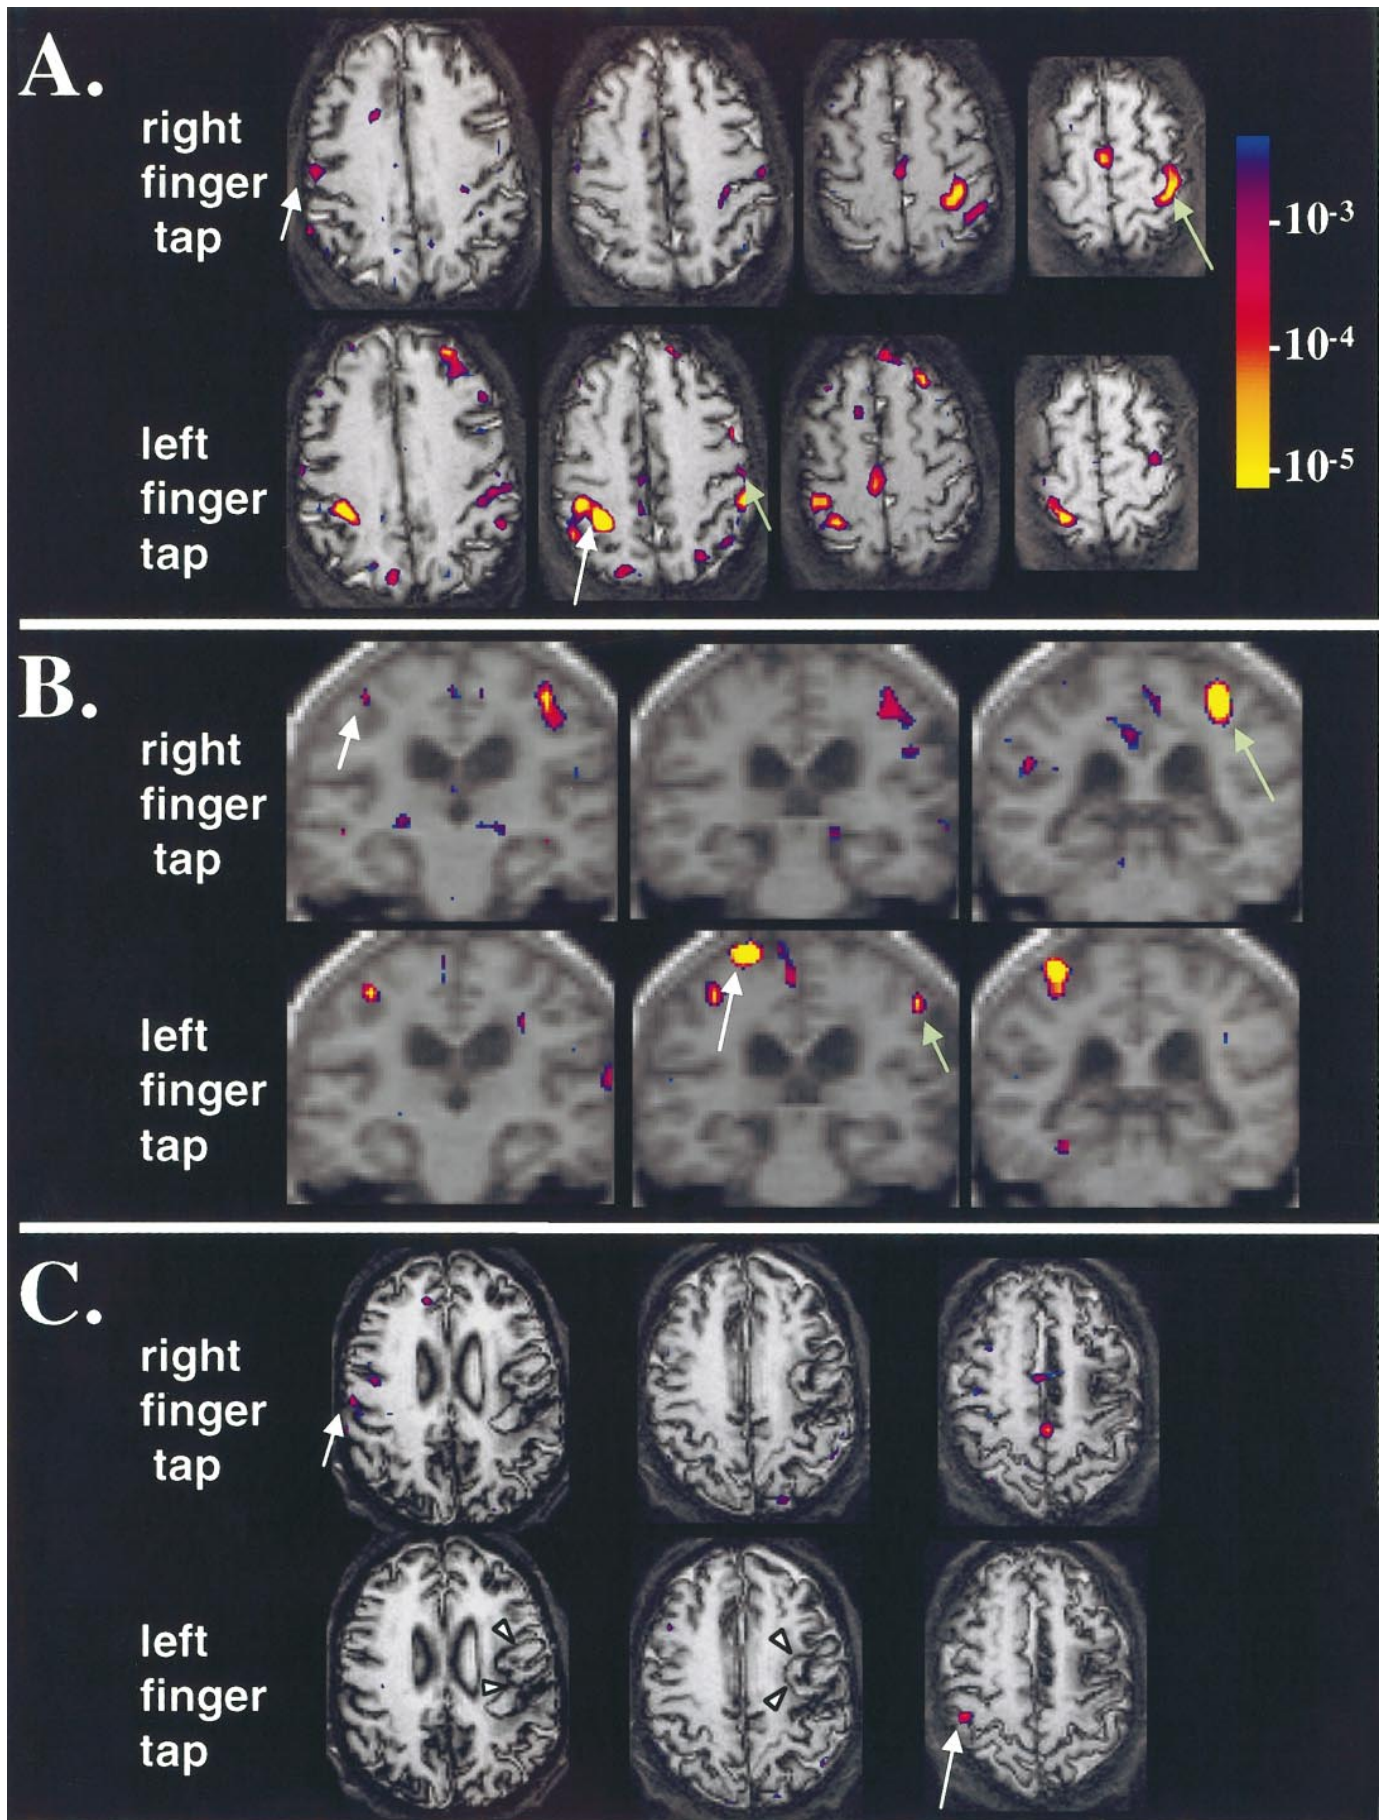 A.
right
finger
tap
10-3
10-4
10-5
left
finger
tap
B.
right
finger
tap
left
finger
tap
C.
right
finger
tap
left
finger
tap